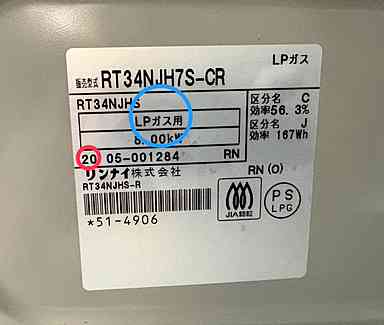 LPガス
販売型式 RT34NJH7S-CR
RT34NJHS
LPガス用
8.00kW
20 05-001284 RN
リンナイ株式会社
RT34NJHS-R
*51-4906
区分名 C
効率56.3%
区分名 J
効率 167Wh
RN (O)
JIA認証
PS
LPG